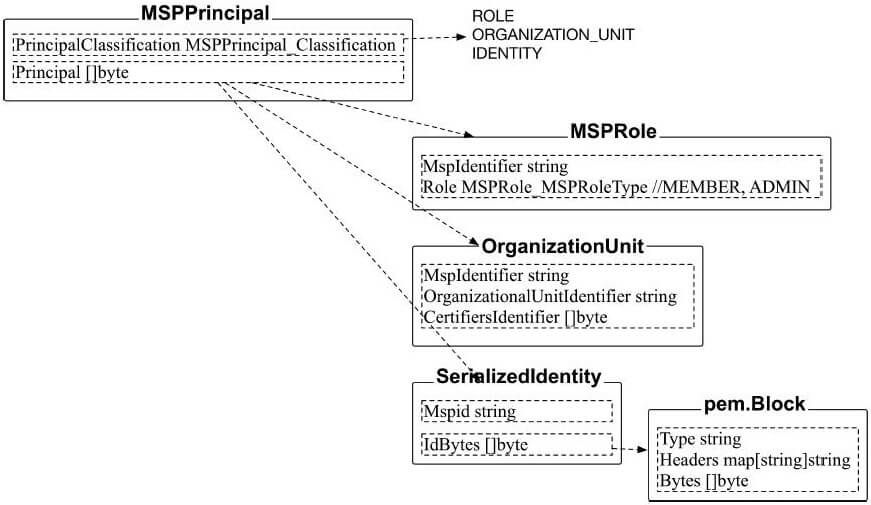 MSPPrincipal
PrincipalClassification MSPPrincipal_Classification
Principal []byte
ROLE
ORGANIZATION_UNIT
IDENTITY
MSPRole
MspIdentifier string
Role MSPRole_MSPRoleType //MEMBER, ADMIN
OrganizationUnit
MspIdentifier string
OrganizationalUnitIdentifier string
CertifiersIdentifier []byte
SerializedIdentity
Mspid string
IdBytes []byte
pem.Block
Type string
Headers map[string]string
Bytes []byte